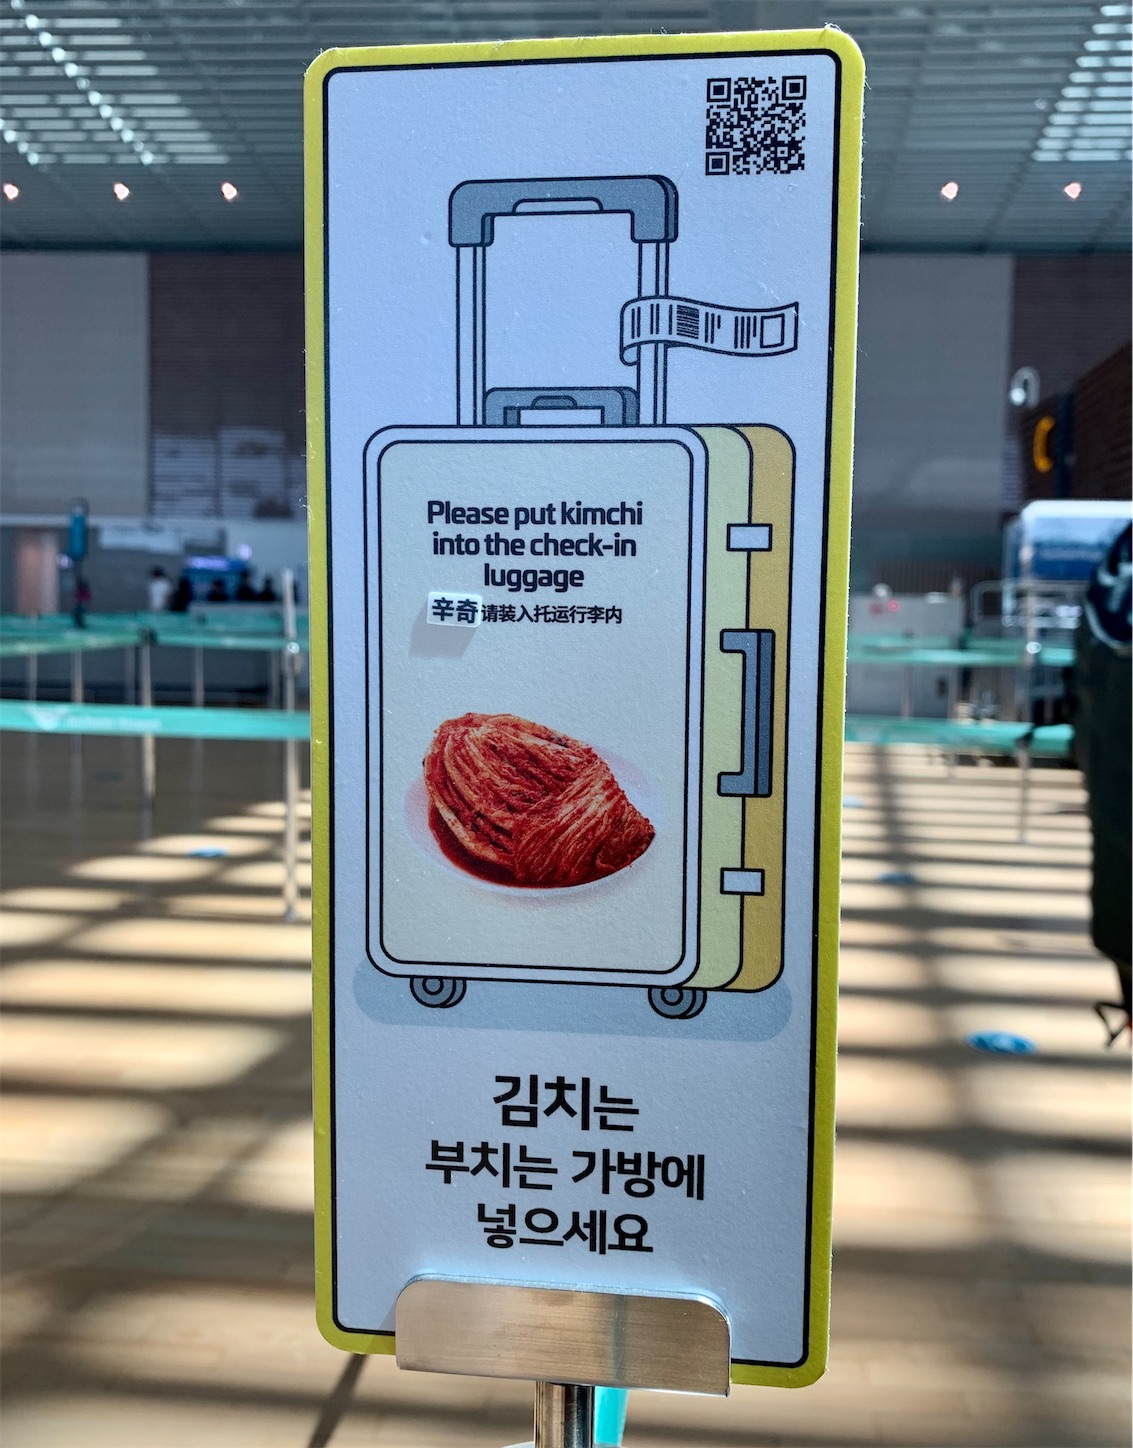 Please put kimchi
into the check-in
luggage
辛奇请装入托运行李内
김치는
부치는 가방에
넣으세요